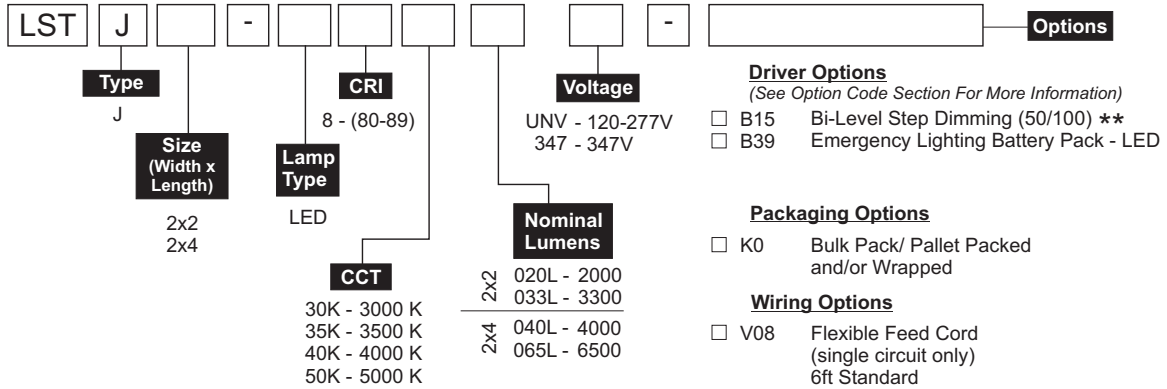 LST J - -
Options
Type
J
Size
(Width x
Length)
2x2
2x4
Lamp
Type
LED
CRI
8 - (80-89)
CCT
30K - 3000 K
35K - 3500 K
40K - 4000 K
50K - 5000 K
Nominal
Lumens
2x2
020L - 2000
033L - 3300
2x4
040L - 4000
065L - 6500
Voltage
UNV - 120-277V
347 - 347V
Driver Options
(See Option Code Section For More Information)
☐ B15 Bi-Level Step Dimming (50/100) **
☐ B39 Emergency Lighting Battery Pack - LED
Packaging Options
☐ K0 Bulk Pack/ Pallet Packed
and/or Wrapped
Wiring Options
☐ V08 Flexible Feed Cord
(single circuit only)
6ft Standard